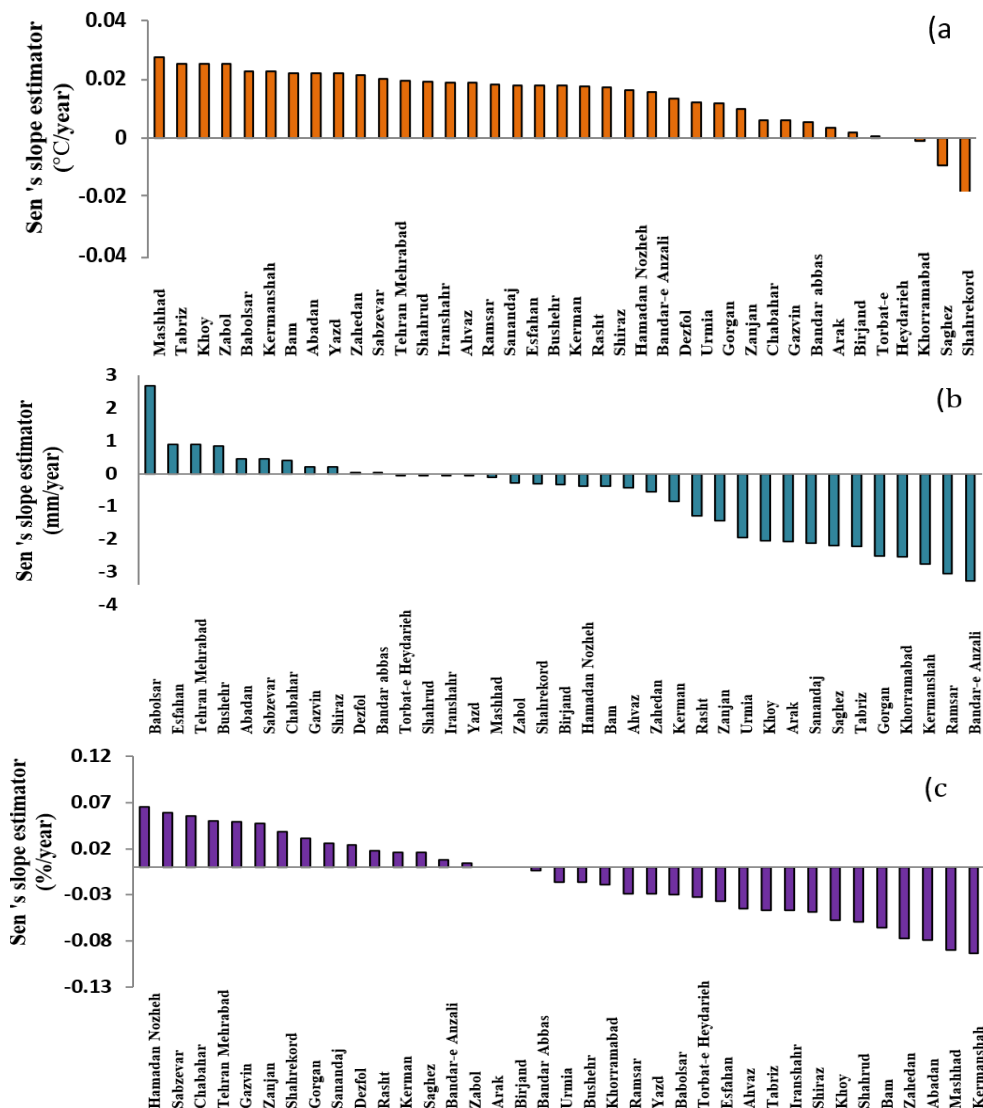 (a
Sen 's slope estimator
(°C/year)
0.04
0.02
0
-0.02
-0.04
Mashhad
Tabriz
Khoy
Zabol
Babolsar
Kermanshah
Bam
Abadan
Yazd
Zahedan
Sabzevar
Tehran Mehrabad
Shahrud
Iranshahr
Ahvaz
Ramsar
Sanandaj
Esfahan
Bushehr
Kerman
Rasht
Shiraz
Hamadan Nozheh
Bandar-e Anzali
Dezfol
Urmia
Gorgan
Zanjan
Chabahar
Gazvin
Bandar abbas
Arak
Birjand
Torbat-e
Heydarieh
Khorramabad
Saghez
Shahrekord
(b
Sen 's slope estimator
(mm/year)
3
2
1
0
-1
-2
-3
-4
Babolsar
Esfahan
Tehran Mehrabad
Bushehr
Abadan
Sabzevar
Chabahar
Gazvin
Shiraz
Dezfol
Bandar abbas
Torbat-e Heydarieh
Shahrud
Iranshahr
Yazd
Mashhad
Zabol
Shahrekord
Birjand
Hamadan Nozheh
Bam
Ahvaz
Zahedan
Kerman
Rasht
Zanjan
Urmia
Khoy
Arak
Sanandaj
Saghez
Tabriz
Gorgan
Khorramabad
Kermanshah
Ramsar
Bandar-e Anzali
(c
Sen 's slope estimator
(%/year)
0.12
0.07
0.02
-0.03
-0.08
-0.13
Hamadan Nozheh
Sabzevar
Chabahar
Tehran Mehrabad
Gazvin
Zanjan
Shahrekord
Gorgan
Sanandaj
Dezfol
Rasht
Kerman
Saghez
Bandar-e Anzali
Zabol
Arak
Birjand
Bandar Abbas
Urmia
Bushehr
Khorramabad
Ramsar
Yazd
Babolsar
Torbat-e Heydarieh
Esfahan
Ahvaz
Tabriz
Iranshahr
Shiraz
Khoy
Shahrud
Bam
Zahedan
Abadan
Mashhad
Kermanshah